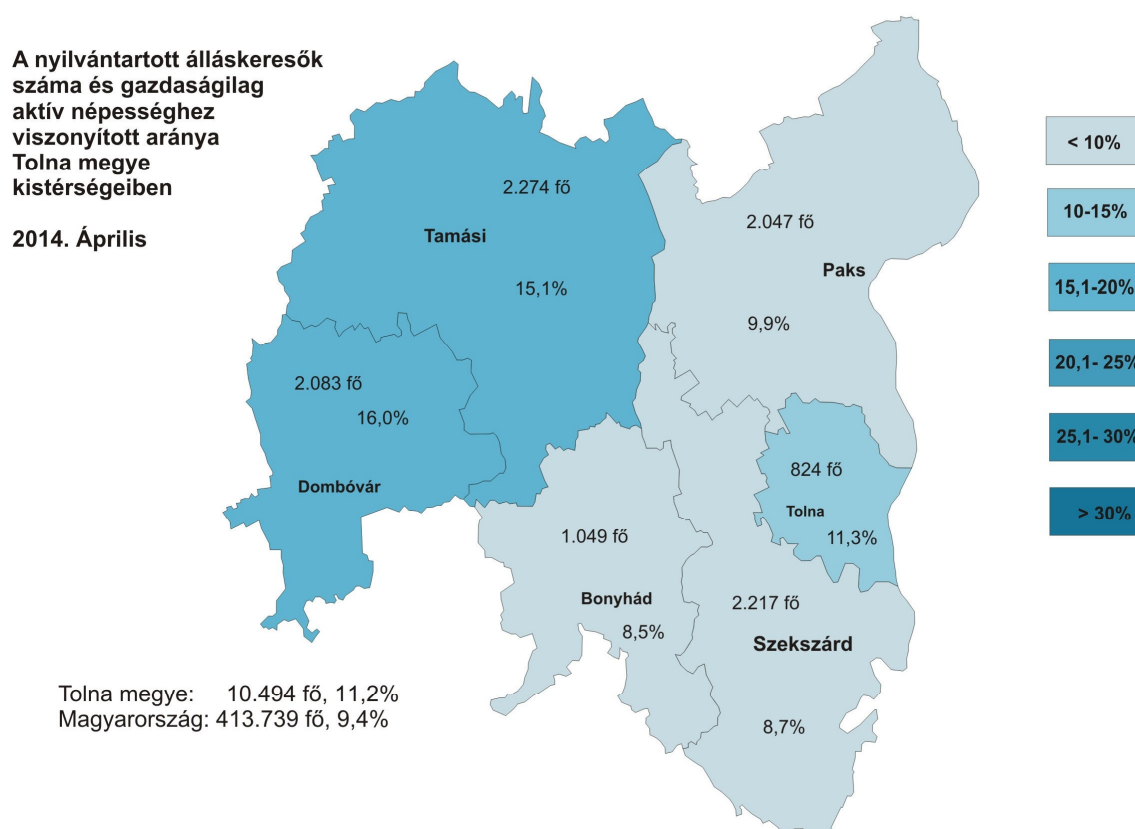 A nyilvántartott álláskeresők
száma és gazdaságilag
aktív népességhez
viszonyított aránya
Tolna megye
kistérségeiben
2014. Április
2.274 fő
Tamási
15,1%
2.047 fő
Paks
9,9%
2.083 fő
16,0%
Dombóvár
824 fő
Tolna
11,3%
1.049 fő
Bonyhád
8,5%
2.217 fő
Szekszárd
8,7%
Tolna megye: 10.494 fő, 11,2%
Magyarország: 413.739 fő, 9,4%
< 10%
10-15%
15,1-20%
20,1- 25%
25,1- 30%
> 30%